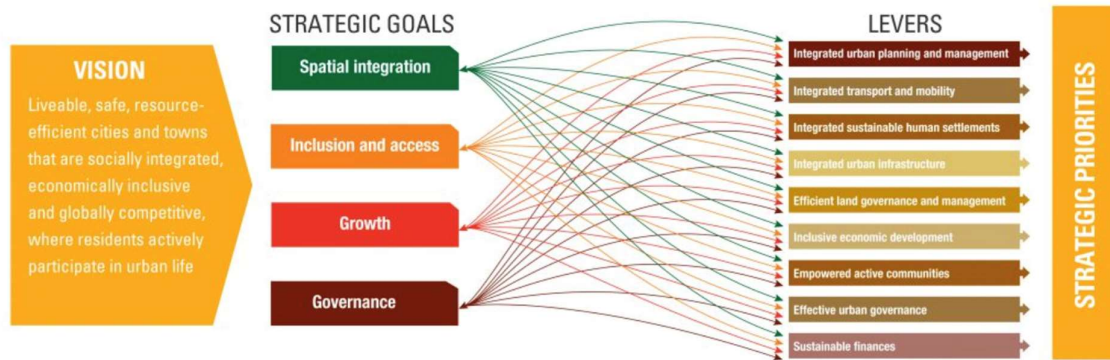 VISION
Liveable, safe, resource-
efficient cities and towns
that are socially integrated,
economically inclusive
and globally competitive,
where residents actively
participate in urban life
STRATEGIC GOALS
Spatial integration
Inclusion and access
Growth
Governance
LEVERS
Integrated urban planning and management
Integrated transport and mobility
Integrated sustainable human settlements
Integrated urban infrastructure
Efficient land governance and management
Inclusive economic development
Empowered active communities
Effective urban governance
Sustainable finances
STRATEGIC PRIORITIES